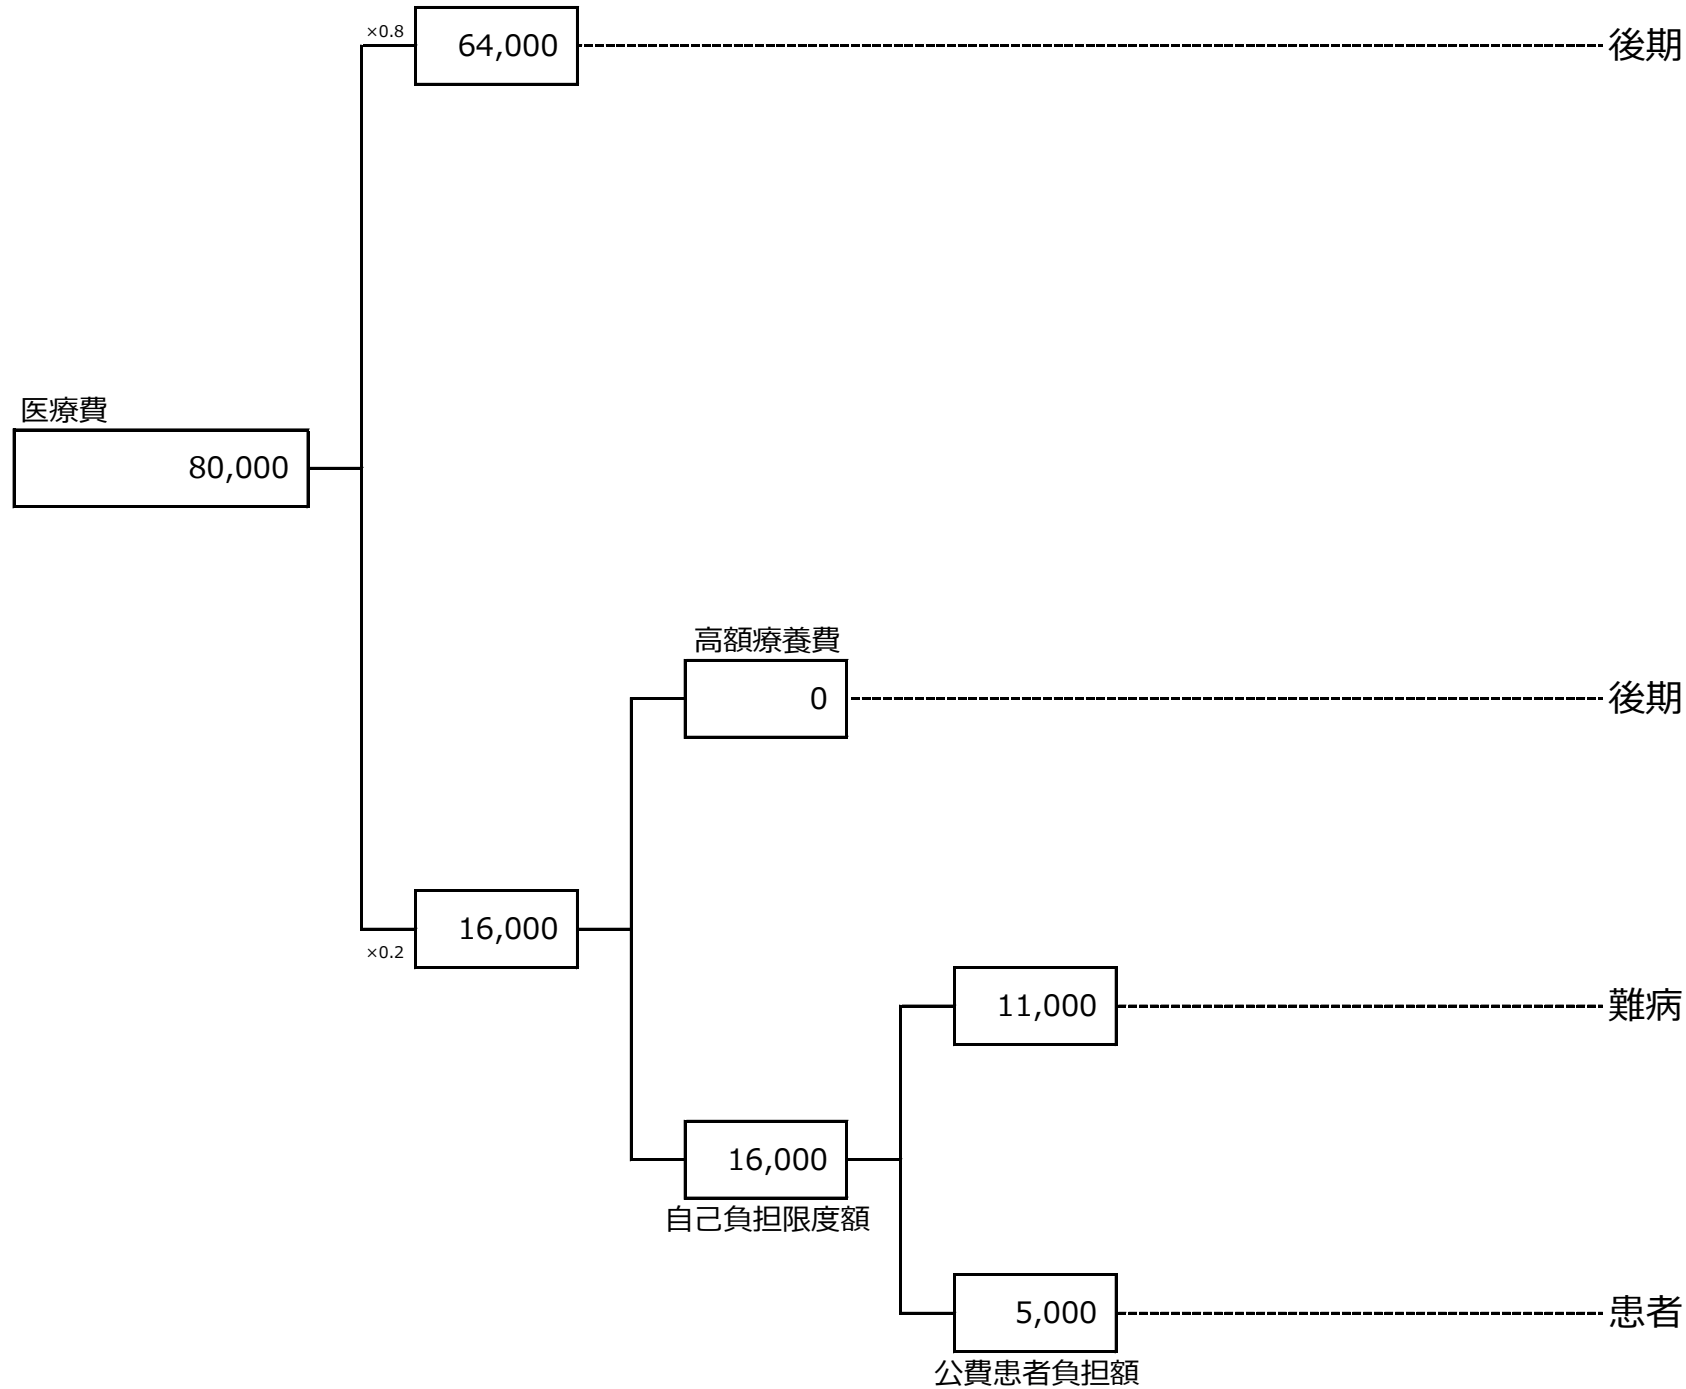 ×0.8
64,000
後期
医療費
80,000
高額療養費
0
後期
16,000
×0.2
11,000
難病
16,000
自己負担限度額
5,000
患者
公費患者負担額